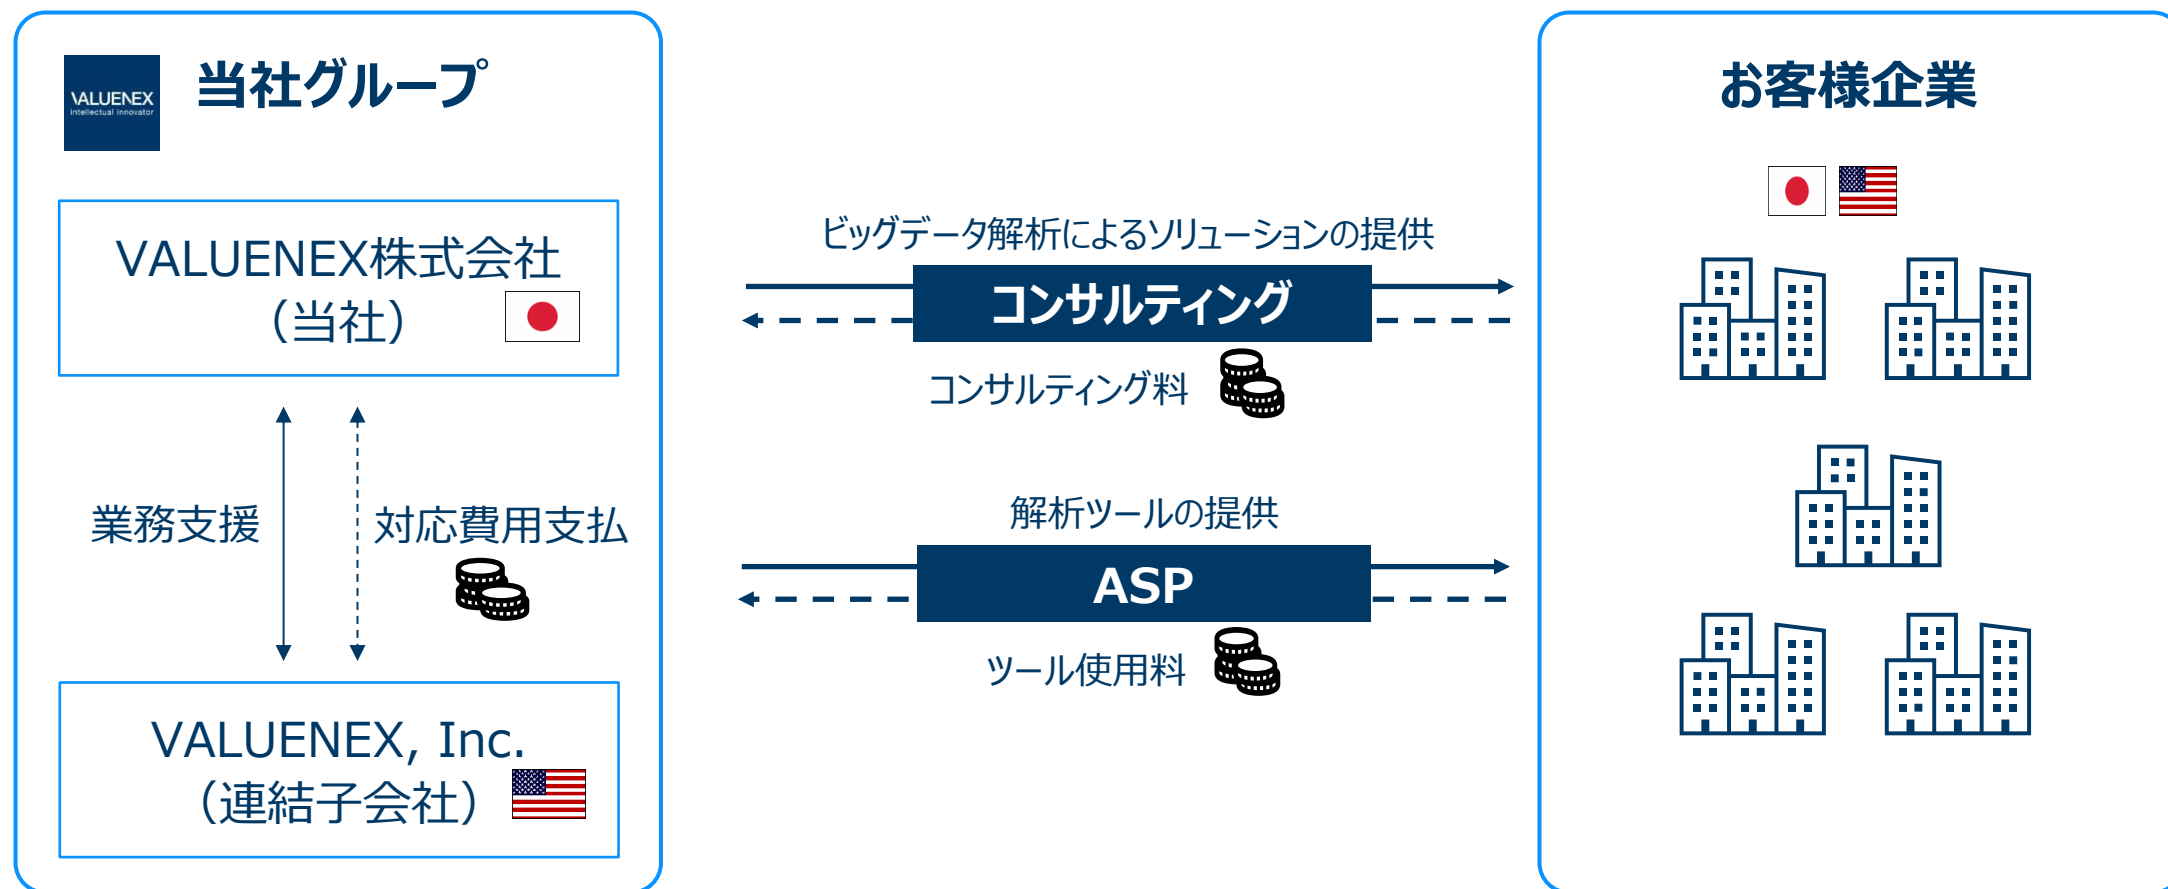 VALUENEX
intellectual innovator
当社グループ
VALUENEX株式会社
（当社）
業務支援
対応費用支払
VALUENEX, Inc.
（連結子会社）
ビッグデータ解析によるソリューションの提供
コンサルティング
コンサルティング料
解析ツールの提供
ASP
ツール使用料
お客様企業